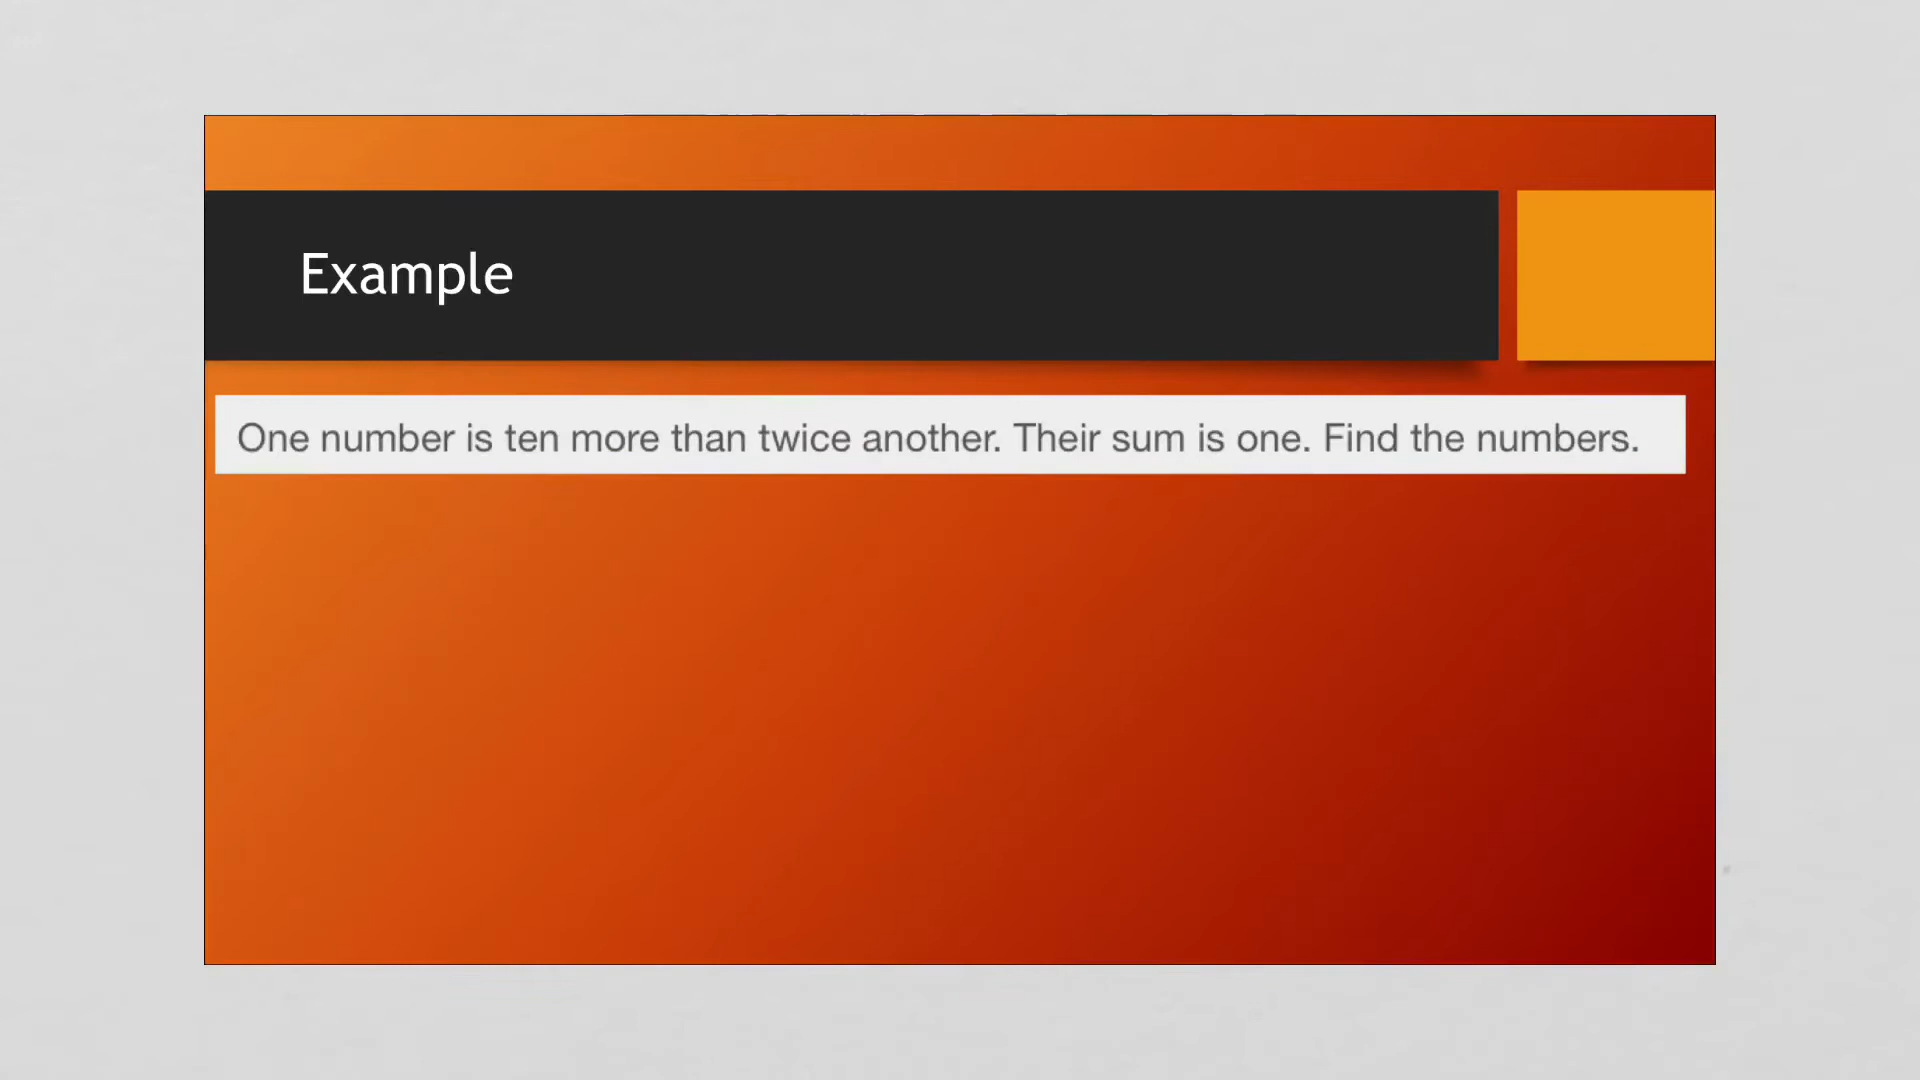 Example
One number is ten more than twice another. Their sum is one. Find the numbers.